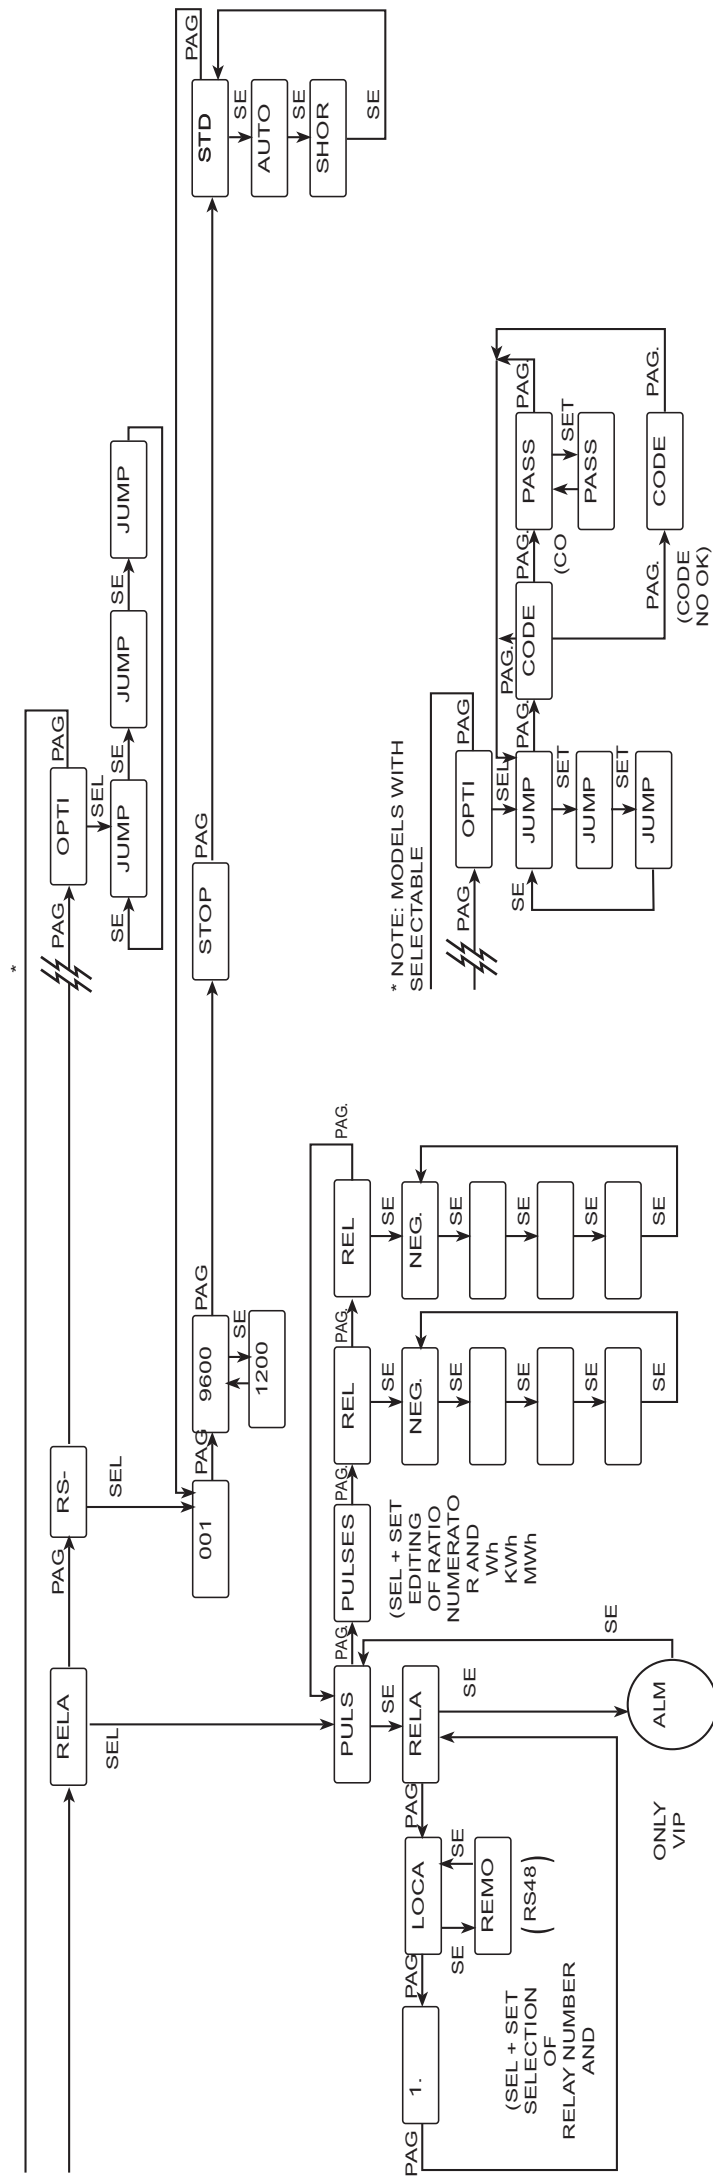 *
RELA
PAG
RS-
PAG
OPTI
PAG
SEL
SEL
SEL
SE
JUMP
SE
JUMP
SE
JUMP
001
PAG
9600
PAG
STOP
PAG
STD
PAG
SE
1200
SE
AUTO
SE
SHOR
SE
PULS
PAG.
PULSES
PAG.
REL
PAG.
REL
PAG.
SE
SE
SE
(SEL + SET
EDITING
OF RATIO
NUMERATO
R AND
Wh
KWh
MWh
NEG.
NEG.
SE
SE
SE
SE
SE
SE
SE
SE
PAG
1.
PAG
LOCA
PAG
RELA
SE
SE
SE
SE
REMO
(RS48)
ALM
ONLY
VIP
(SEL + SET
SELECTION
OF
RELAY NUMBER
AND
* NOTE: MODELS WITH
SELECTABLE
PAG
OPTI
PAG
SEL
SE
JUMP
PAG.
CODE
PAG.
PAG.
PASS
PAG.
SET
JUMP
SET
JUMP
(CO
SET
PASS
PAG.
CODE
PAG.
(CODE
NO OK)